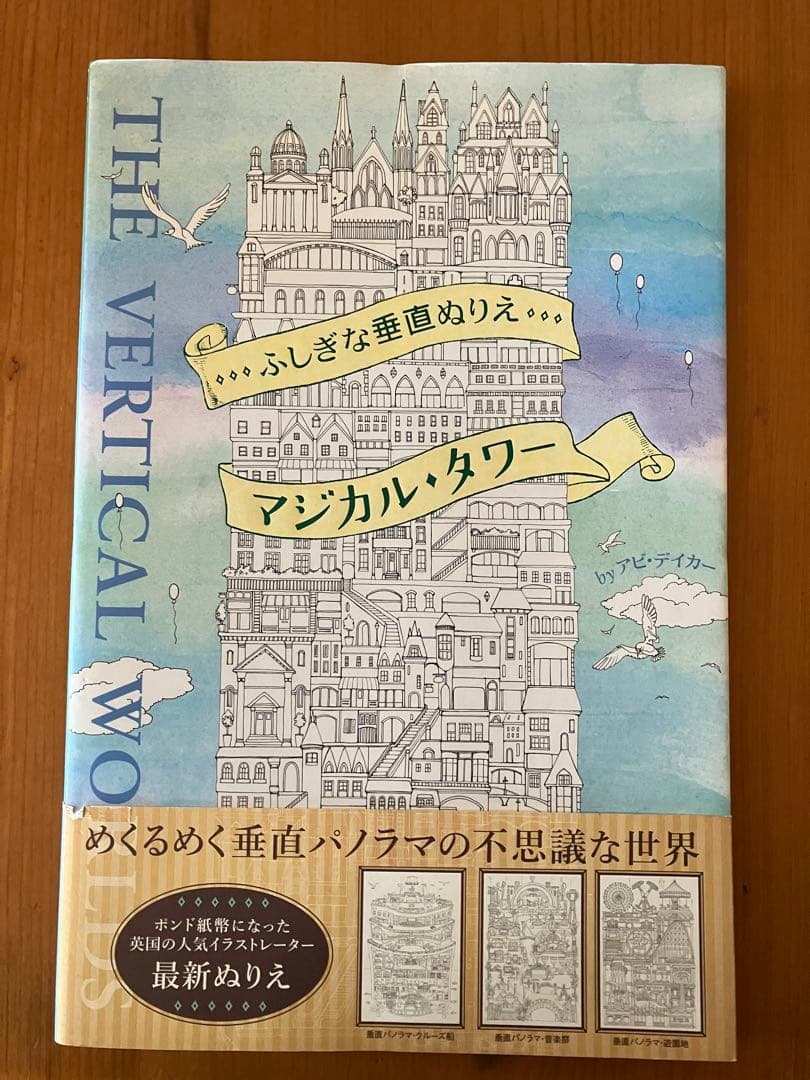 THE VERTICAL WORLDS
ふしぎな垂直ぬりえ
マジカル・タワー
by アビ・デイカー
めくるめく垂直パノラマの不思議な世界
ポンド紙幣になった
英国の人気イラストレーター
最新ぬりえ
垂直パノラマ・クルーズ船
垂直パノラマ・音楽祭
垂直パノラマ・遊園地